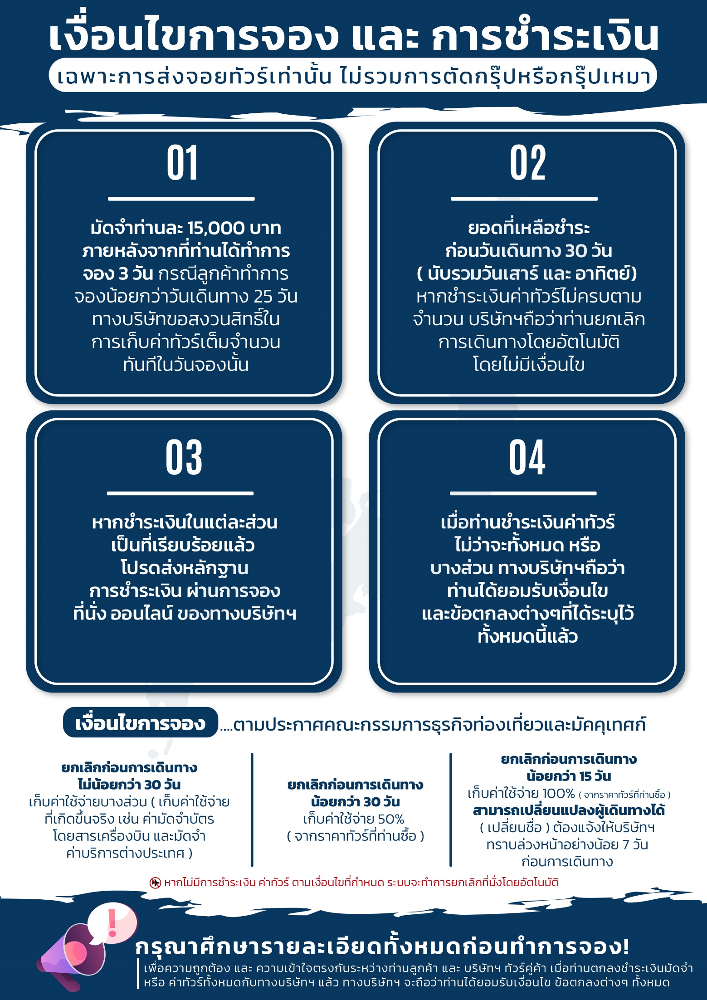 เงื่อนไขการจอง และ การชำระเงิน
เฉพาะการส่งจอยทัวร์เท่านั้น ไม่รวมการตัดกรุ๊ปหรือกรุ๊ปเหมา
01
มัดจำท่านละ 15,000 บาท
ภายหลังจากที่ท่านได้ทำการ
จอง 3 วัน กรณีลูกค้าทำการ
จองน้อยกว่าวันเดินทาง 25 วัน
ทางบริษัทขอสงวนสิทธิ์ใน
การเก็บค่าทัวร์เต็มจำนวน
ทันทีในวันจองนั้น
02
ยอดที่เหลือชำระ
ก่อนวันเดินทาง 30 วัน
( นับรวมวันเสาร์ และ อาทิตย์)
หากชำระเงินค่าทัวร์ไม่ครบตาม
จำนวน บริษัทฯถือว่าท่านยกเลิก
การเดินทางโดยอัตโนมัติ
โดยไม่มีเงื่อนไข
03
หากชำระเงินในแต่ละส่วน
เป็นที่เรียบร้อยแล้ว
โปรดส่งหลักฐาน
การชำระเงิน ผ่านการจอง
ที่นั่ง ออนไลน์ ของทางบริษัทฯ
04
เมื่อท่านชำระเงินค่าทัวร์
ไม่ว่าจะทั้งหมด หรือ
บางส่วน ทางบริษัทฯถือว่า
ท่านได้ยอมรับเงื่อนไข
และข้อตกลงต่างๆที่ได้ระบุไว้
ทั้งหมดนี้แล้ว
เงื่อนไขการจอง ....ตามประกาศคณะกรรมการธุรกิจท่องเที่ยวและมัคคุเทศก์
ยกเลิกก่อนการเดินทาง
ไม่น้อยกว่า 30 วัน
เก็บค่าใช้จ่ายบางส่วน ( เก็บค่าใช้จ่าย
ที่เกิดขึ้นจริง เช่น ค่ามัดจำบัตร
โดยสารเครื่องบิน และมัดจำ
ค่าบริการต่างประเทศ )
ยกเลิกก่อนการเดินทาง
น้อยกว่า 30 วัน
เก็บค่าใช้จ่าย 50%
( จากราคาทัวร์ที่ท่านซื้อ )
ยกเลิกก่อนการเดินทาง
น้อยกว่า 15 วัน
เก็บค่าใช้จ่าย 100% ( จากราคาทัวร์ที่ท่านซื้อ )
สามารถเปลี่ยนแปลงผู้เดินทางได้
( เปลี่ยนชื่อ ) ต้องแจ้งให้บริษัทฯ
ทราบล่วงหน้าอย่างน้อย 7 วัน
ก่อนการเดินทาง
หากไม่มีการชำระเงิน ค่าทัวร์ ตามเงื่อนไขที่กำหนด ระบบจะทำการยกเลิกที่นั่งโดยอัตโนมัติ
!
กรุณาศึกษารายละเอียดทั้งหมดก่อนทำการจอง!
เพื่อความถูกต้อง และ ความเข้าใจตรงกันระหว่างท่านลูกค้า และ บริษัทฯ ทัวร์คู่ค้า เมื่อท่านตกลงชำระเงินมัดจำ
หรือ ค่าทัวร์ทั้งหมดกับทางบริษัทฯ แล้ว ทางบริษัทฯ จะถือว่าท่านได้ยอมรับเงื่อนไข ข้อตกลงต่างๆ ทั้งหมด